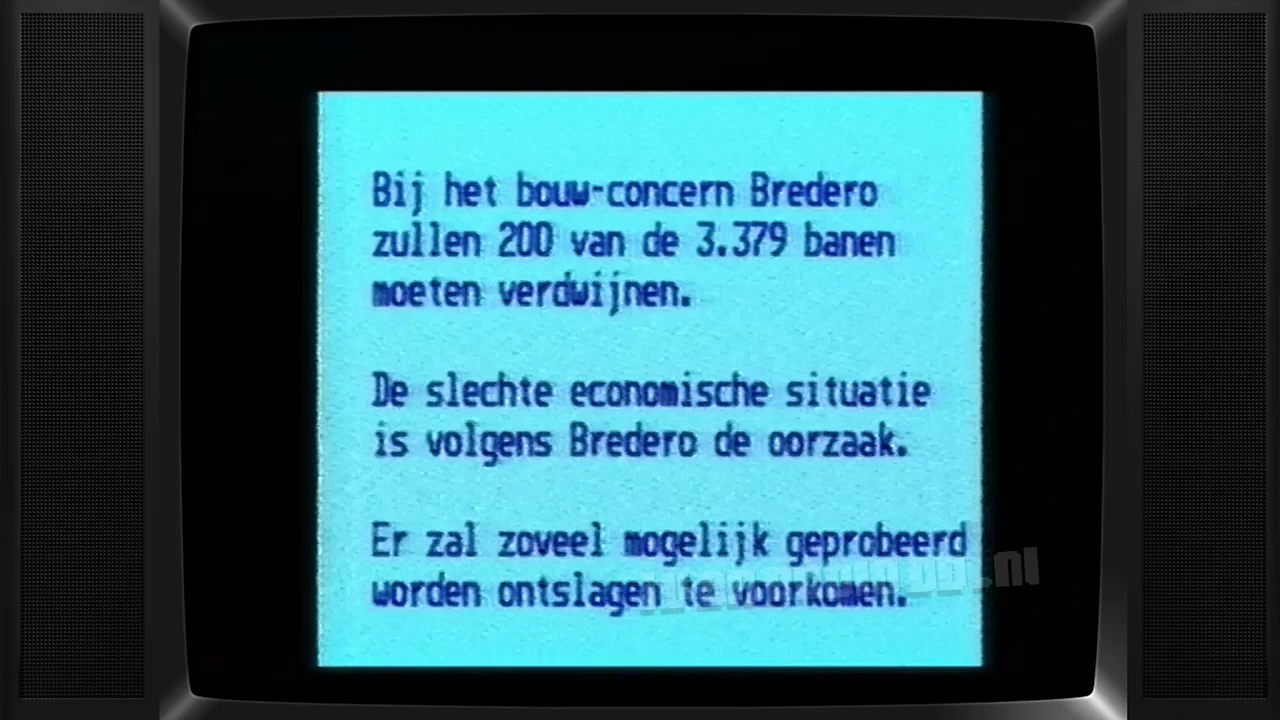 Bij het bouw-concern Bredero
zullen 200 van de 3.379 banen
moeten verdwijnen.
De slechte economische situatie
is volgens Bredero de oorzaak.
Er zal zoveel mogelijk geprobeerd
worden ontslagen te voorkomen.